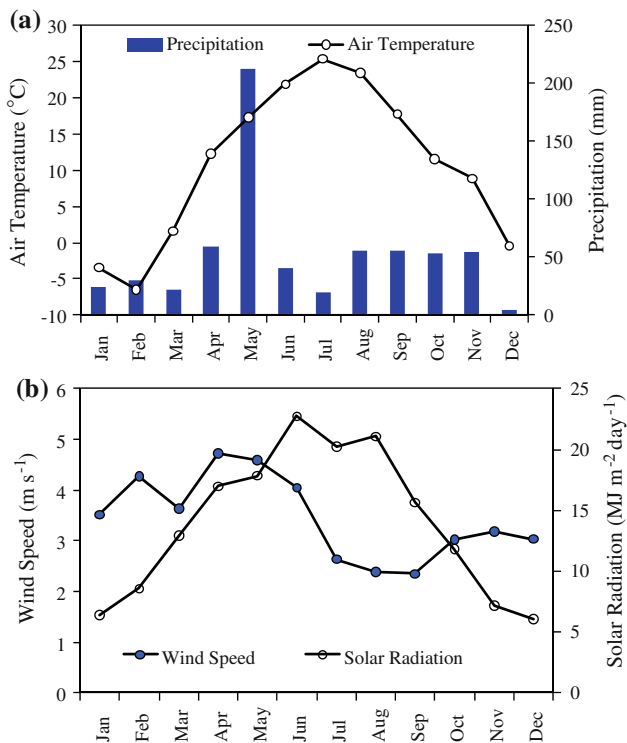 (a)
Precipitation
Air Temperature
Air Temperature (°C)
30
25
20
15
10
5
0
-5
-10
Precipitation (mm)
250
200
150
100
50
0
Jan Feb Mar Apr May Jun Jul Aug Sep Oct Nov Dec
(b)
Wind Speed (m s-1)
6
5
4
3
2
1
0
Solar Radiation (MJ m-2 day-1)
25
20
15
10
5
0
Wind Speed
Solar Radiation
Jan Feb Mar Apr May Jun Jul Aug Sep Oct Nov Dec